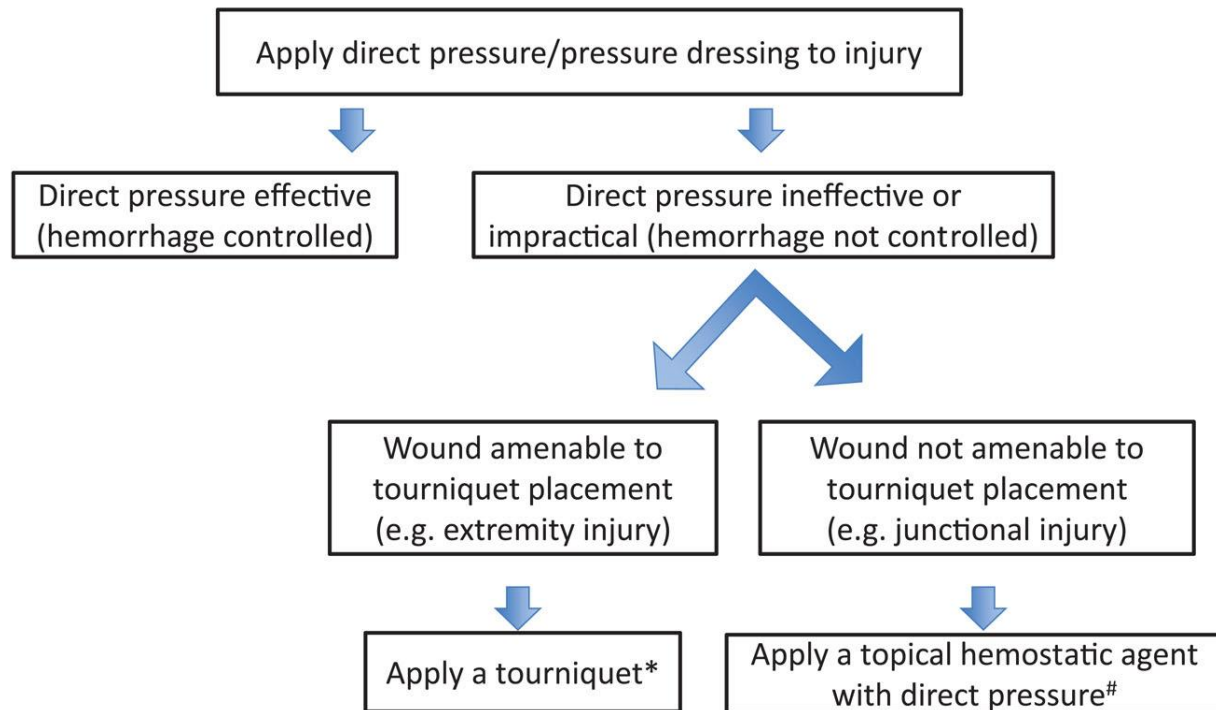 Apply direct pressure/pressure dressing to injury
Direct pressure effective
(hemorrhage controlled)
Direct pressure ineffective or
impractical (hemorrhage not controlled)
Wound amenable to
tourniquet placement
(e.g. extremity injury)
Wound not amenable to
tourniquet placement
(e.g. junctional injury)
Apply a tourniquet*
Apply a topical hemostatic agent
with direct pressure#